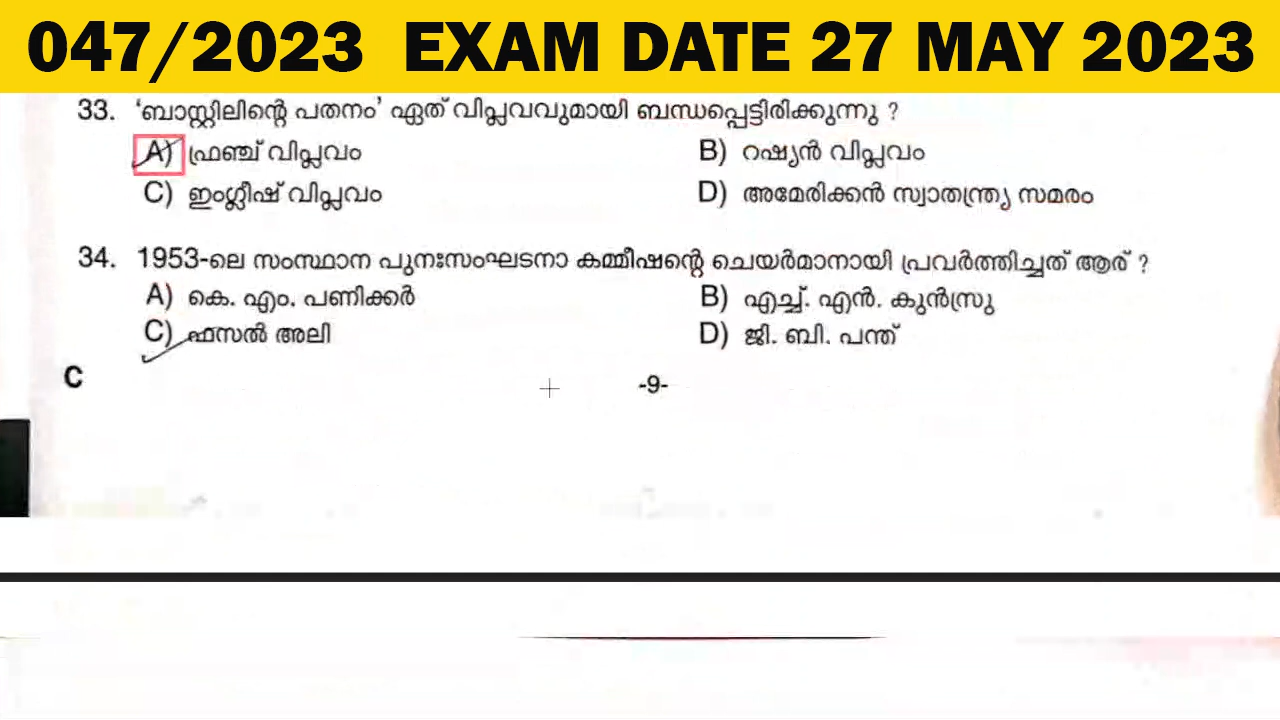 047/2023 EXAM DATE 27 MAY 2023
33. 'ബാസ്റ്റിലിന്റെ പതനം' ഏത് വിപ്ലവവുമായി ബന്ധപ്പെട്ടിരിക്കുന്നു ?
A) ഫ്രഞ്ച് വിപ്ലവം B) റഷ്യൻ വിപ്ലവം
C) ഇംഗ്ലീഷ് വിപ്ലവം D) അമേരിക്കൻ സ്വാതന്ത്ര്യ സമരം
34. 1953-ലെ സംസ്ഥാന പുനഃസംഘടനാ കമ്മീഷന്റെ ചെയർമാനായി പ്രവർത്തിച്ചത് ആര് ?
A) കെ. എം. പണിക്കർ B) എച്ച്. എൻ. കുൻസ്രു
C) ഫസൽ അലി D) ജി. ബി. പന്ത്
C -9-